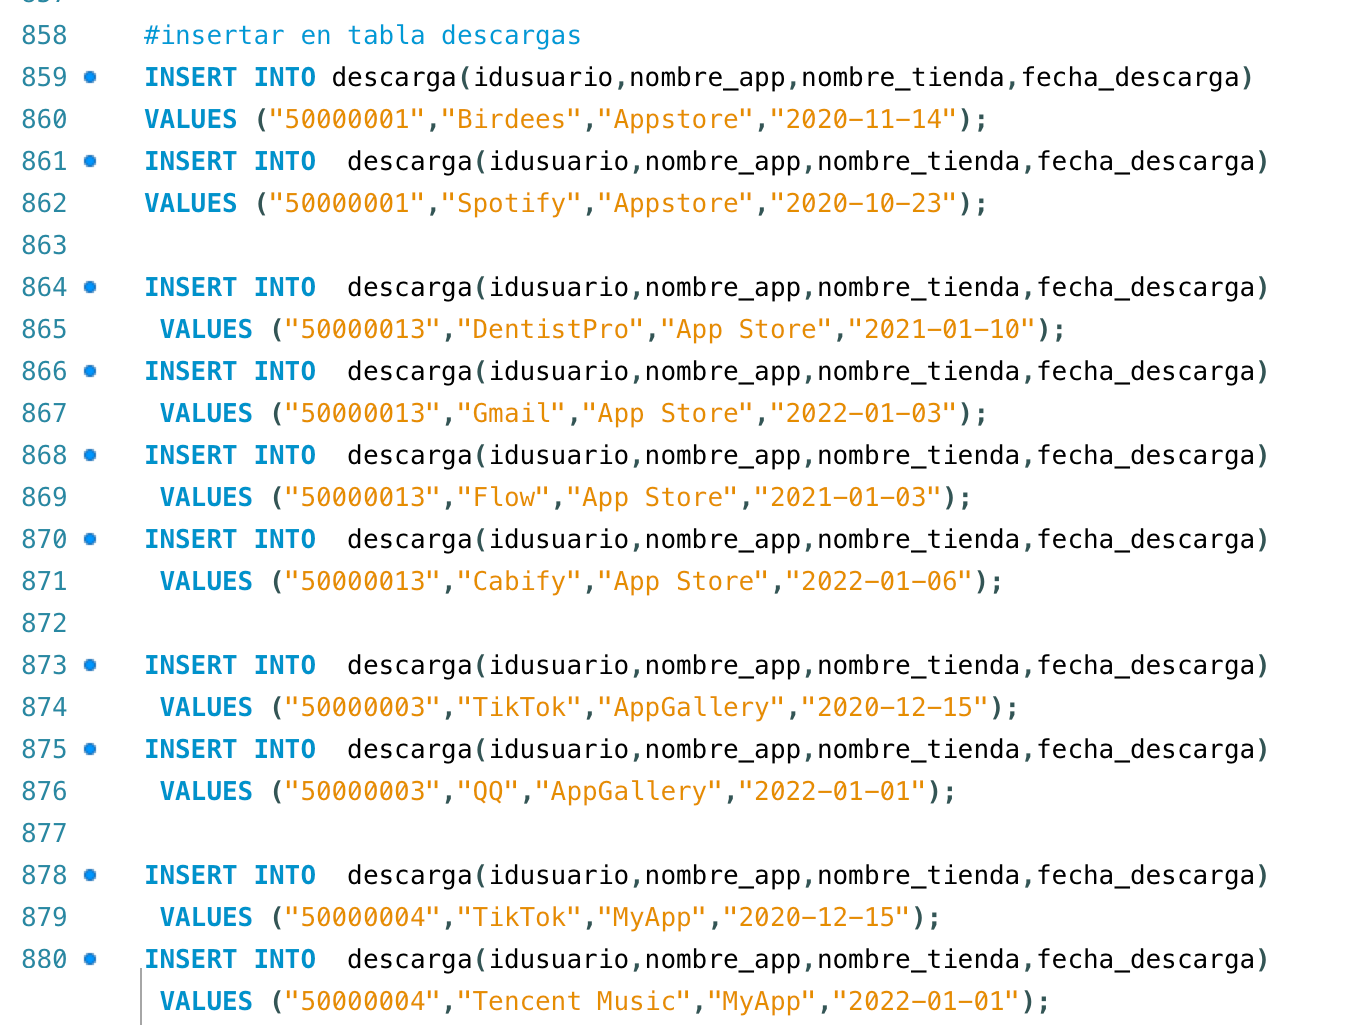 858 #insertar en tabla descargas
859 INSERT INTO descarga(idusuario,nombre_app,nombre_tienda,fecha_descarga)
860 VALUES ("50000001","Birdees","Appstore","2020-11-14");
861 INSERT INTO  descarga(idusuario,nombre_app,nombre_tienda,fecha_descarga)
862 VALUES ("50000001","Spotify","Appstore","2020-10-23");
863
864 INSERT INTO  descarga(idusuario,nombre_app,nombre_tienda,fecha_descarga)
865  VALUES ("50000013","DentistPro","App Store","2021-01-10");
866 INSERT INTO  descarga(idusuario,nombre_app,nombre_tienda,fecha_descarga)
867  VALUES ("50000013","Gmail","App Store","2022-01-03");
868 INSERT INTO  descarga(idusuario,nombre_app,nombre_tienda,fecha_descarga)
869  VALUES ("50000013","Flow","App Store","2021-01-03");
870 INSERT INTO  descarga(idusuario,nombre_app,nombre_tienda,fecha_descarga)
871  VALUES ("50000013","Cabify","App Store","2022-01-06");
872
873 INSERT INTO  descarga(idusuario,nombre_app,nombre_tienda,fecha_descarga)
874  VALUES ("50000003","TikTok","AppGallery","2020-12-15");
875 INSERT INTO  descarga(idusuario,nombre_app,nombre_tienda,fecha_descarga)
876  VALUES ("50000003","QQ","AppGallery","2022-01-01");
877
878 INSERT INTO  descarga(idusuario,nombre_app,nombre_tienda,fecha_descarga)
879  VALUES ("50000004","TikTok","MyApp","2020-12-15");
880 INSERT INTO  descarga(idusuario,nombre_app,nombre_tienda,fecha_descarga)
VALUES ("50000004","Tencent Music","MyApp","2022-01-01");